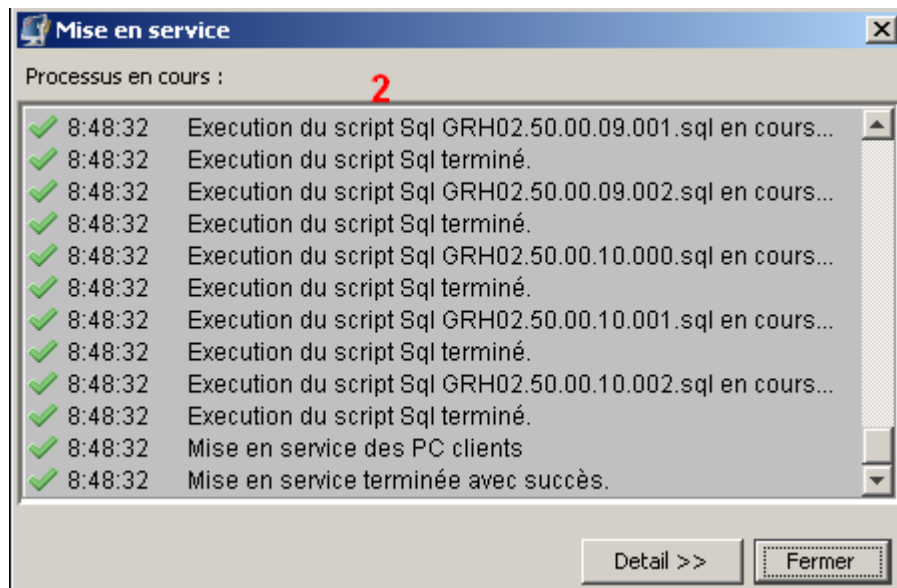 Mise en service
Processus en cours :
2
8:48:32 Execution du script Sql GRH02.50.00.09.001.sql en cours...
8:48:32 Execution du script Sql terminé.
8:48:32 Execution du script Sql GRH02.50.00.09.002.sql en cours...
8:48:32 Execution du script Sql terminé.
8:48:32 Execution du script Sql GRH02.50.00.10.000.sql en cours...
8:48:32 Execution du script Sql terminé.
8:48:32 Execution du script Sql GRH02.50.00.10.001.sql en cours...
8:48:32 Execution du script Sql terminé.
8:48:32 Execution du script Sql GRH02.50.00.10.002.sql en cours...
8:48:32 Execution du script Sql terminé.
8:48:32 Mise en service des PC clients
8:48:32 Mise en service terminée avec succès.
Detail >> Fermer